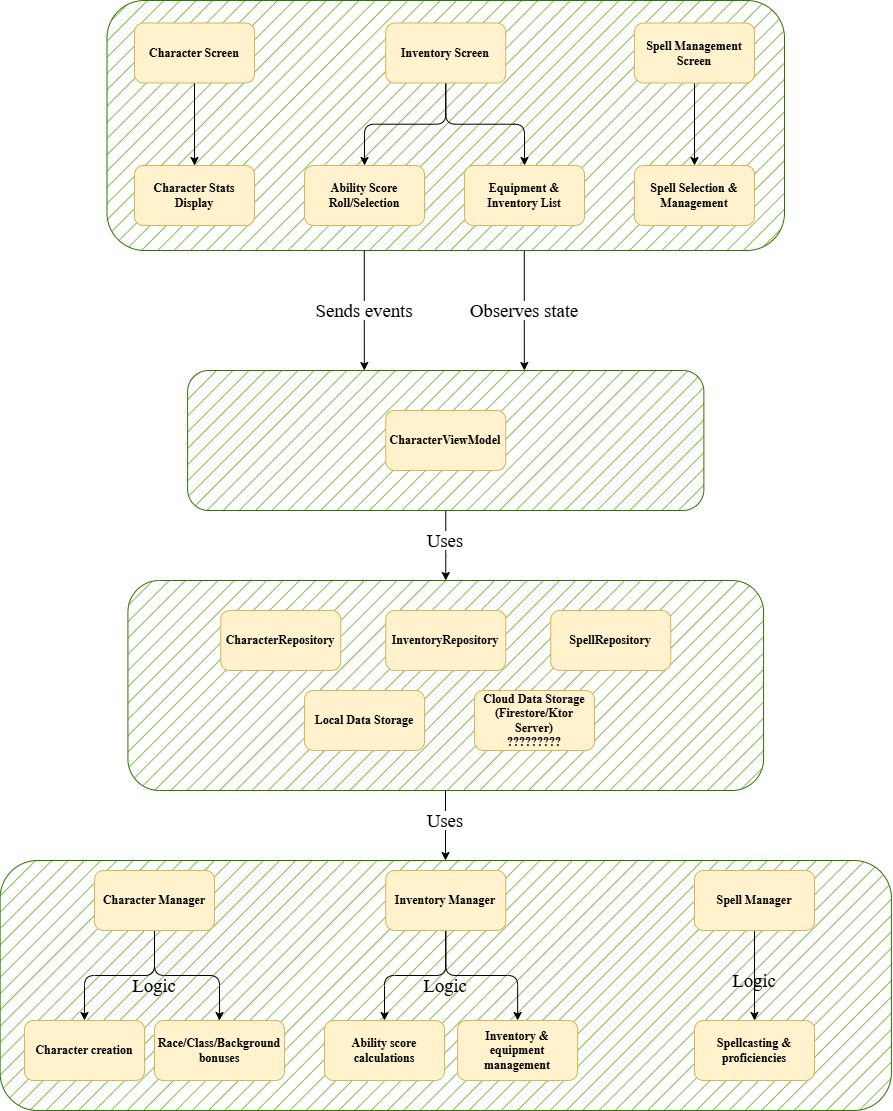 Character Screen
Inventory Screen
Spell Management
Screen
Character Stats
Display
Ability Score
Roll/Selection
Equipment &
Inventory List
Spell Selection &
Management
Sends events
Observes state
CharacterViewModel
Uses
CharacterRepository
InventoryRepository
SpellRepository
Local Data Storage
Cloud Data Storage
(Firestore/Ktor
Server)
?????????
Uses
Character Manager
Inventory Manager
Spell Manager
Logic
Logic
Logic
Character creation
Race/Class/Background
bonuses
Ability score
calculations
Inventory &
equipment
management
Spellcasting &
proficiencies